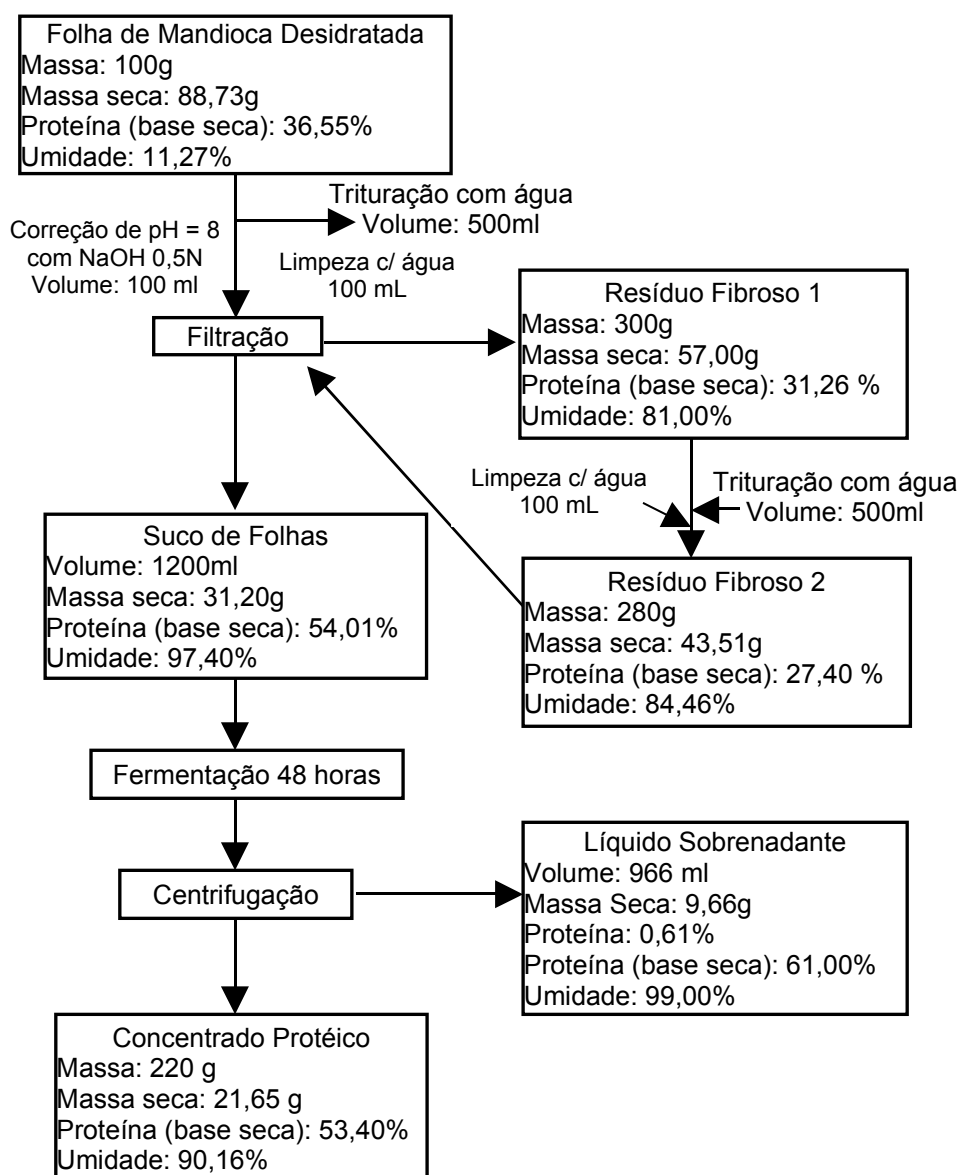 Folha de Mandioca Desidratada
Massa: 100g
Massa seca: 88,73g
Proteína (base seca): 36,55%
Umidade: 11,27%
Trituração com água
Volume: 500ml
Correção de pH = 8
com NaOH 0,5N
Volume: 100 ml
Limpeza c/ água
100 mL
Filtração
Resíduo Fibroso 1
Massa: 300g
Massa seca: 57,00g
Proteína (base seca): 31,26 %
Umidade: 81,00%
Limpeza c/ água
100 mL
Trituração com água
Volume: 500ml
Suco de Folhas
Volume: 1200ml
Massa seca: 31,20g
Proteína (base seca): 54,01%
Umidade: 97,40%
Resíduo Fibroso 2
Massa: 280g
Massa seca: 43,51g
Proteína (base seca): 27,40 %
Umidade: 84,46%
Fermentação 48 horas
Centrifugação
Líquido Sobrenadante
Volume: 966 ml
Massa Seca: 9,66g
Proteína: 0,61%
Proteína (base seca): 61,00%
Umidade: 99,00%
Concentrado Protéico
Massa: 220 g
Massa seca: 21,65 g
Proteína (base seca): 53,40%
Umidade: 90,16%